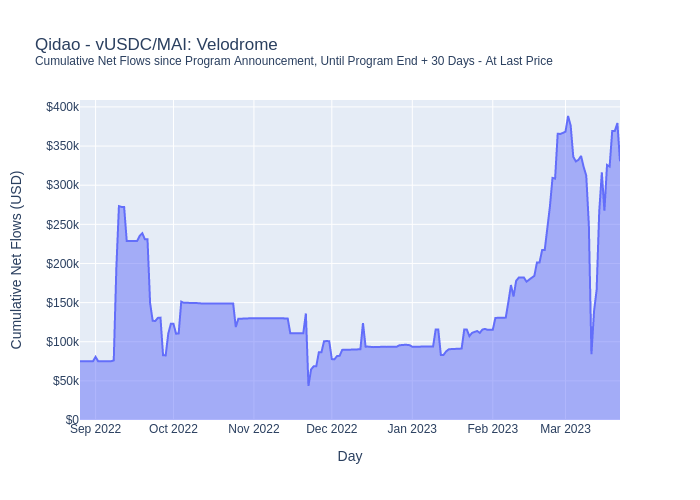 Qidao - vUSDC/MAI: Velodrome
Cumulative Net Flows since Program Announcement, Until Program End + 30 Days - At Last Price
Cumulative Net Flows (USD)
$400k
$350k
$300k
$250k
$200k
$150k
$100k
$50k
$0
Sep 2022 Oct 2022 Nov 2022 Dec 2022 Jan 2023 Feb 2023 Mar 2023
Day